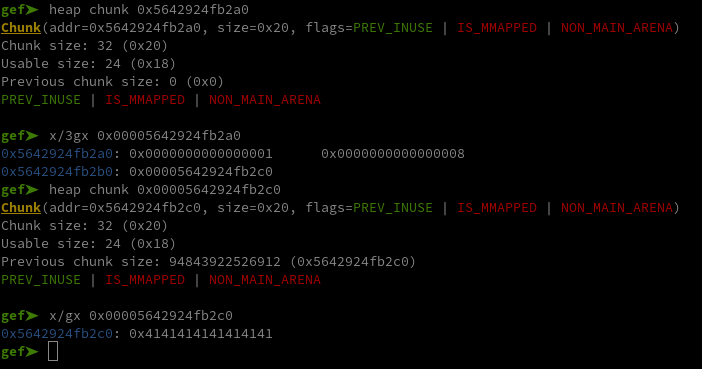 gef➤  heap chunk 0x5642924fb2a0
Chunk(addr=0x5642924fb2a0, size=0x20, flags=PREV_INUSE | IS_MMAPPED | NON_MAIN_ARENA)
Chunk size: 32 (0x20)
Usable size: 24 (0x18)
Previous chunk size: 0 (0x0)
PREV_INUSE | IS_MMAPPED | NON_MAIN_ARENA
gef➤  x/3gx 0x00005642924fb2a0
0x5642924fb2a0: 0x0000000000000001      0x0000000000000008
0x5642924fb2b0: 0x00005642924fb2c0
gef➤  heap chunk 0x00005642924fb2c0
Chunk(addr=0x5642924fb2c0, size=0x20, flags=PREV_INUSE | IS_MMAPPED | NON_MAIN_ARENA)
Chunk size: 32 (0x20)
Usable size: 24 (0x18)
Previous chunk size: 94843922526912 (0x5642924fb2c0)
PREV_INUSE | IS_MMAPPED | NON_MAIN_ARENA
gef➤  x/gx 0x00005642924fb2c0
0x5642924fb2c0: 0x4141414141414141
gef➤